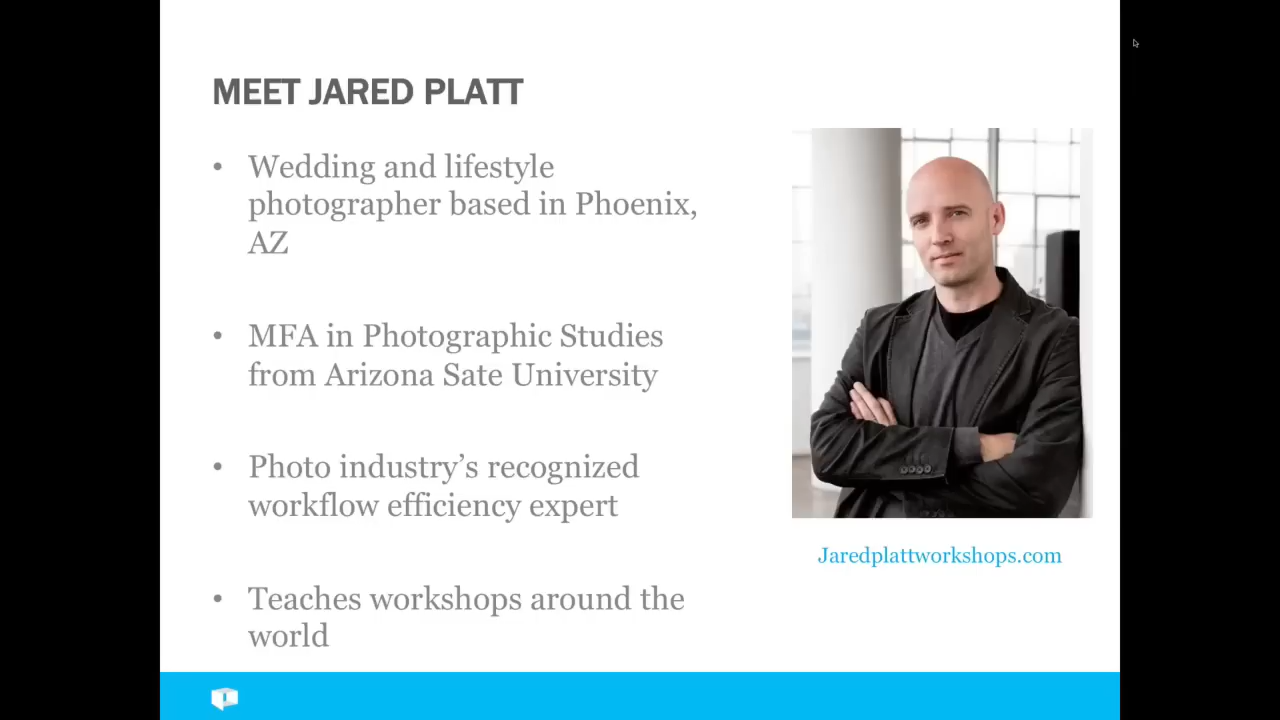 MEET JARED PLATT
• Wedding and lifestyle
photographer based in Phoenix,
AZ
• MFA in Photographic Studies
from Arizona Sate University
• Photo industry’s recognized
workflow efficiency expert
• Teaches workshops around the
world
Jaredplattworkshops.com